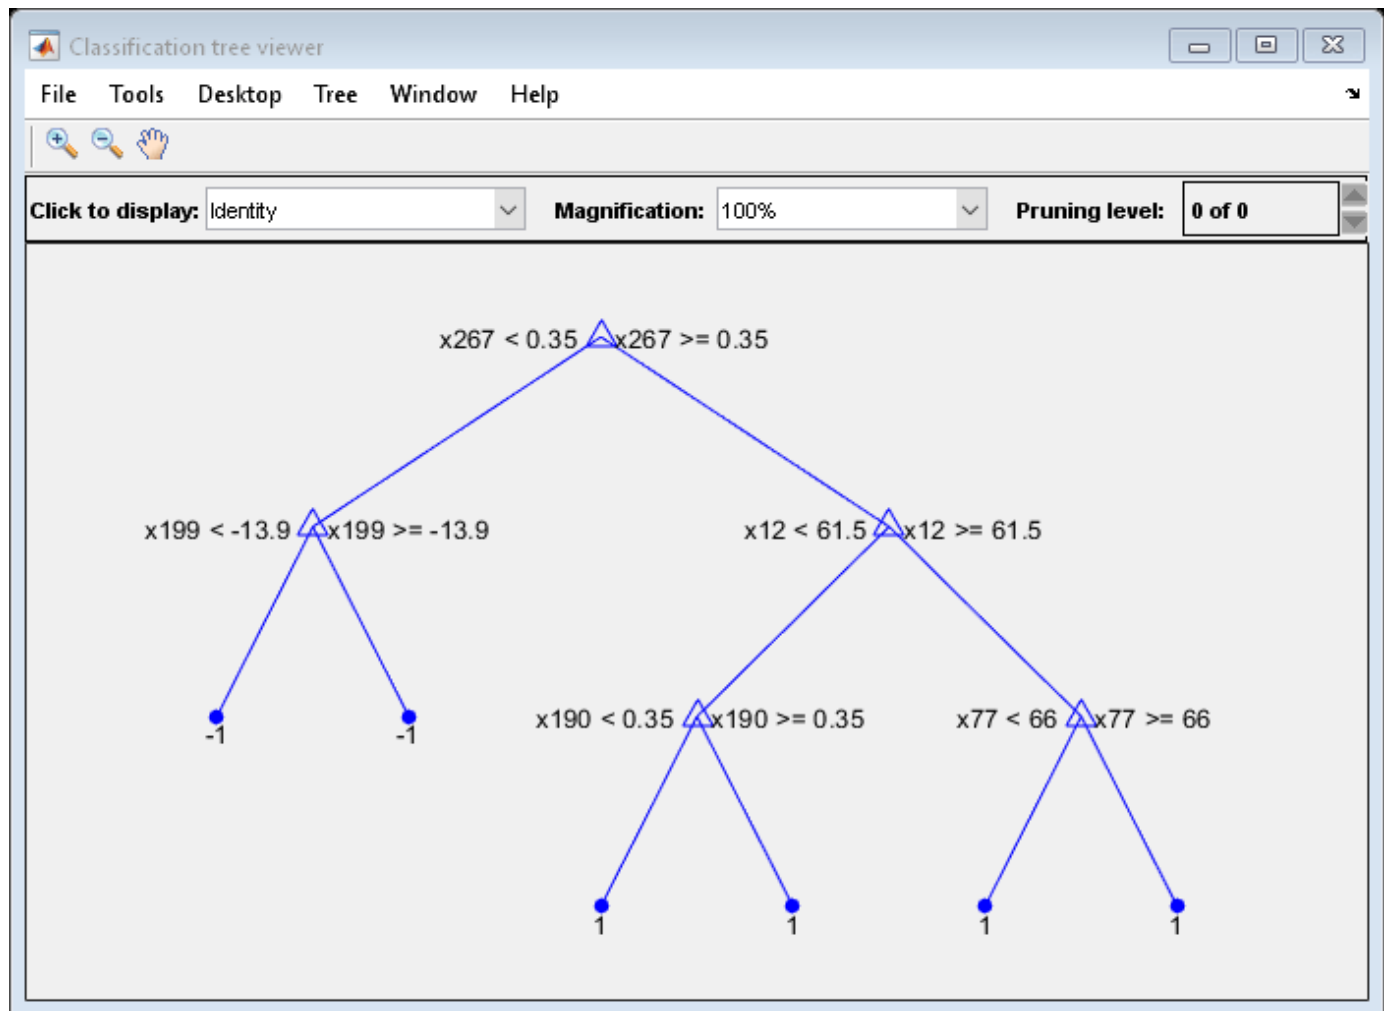 Classification tree viewer
File Tools Desktop Tree Window Help
Click to display: Identity Magnification: 100% Pruning level: 0 of 0
x267 < 0.35 x267 >= 0.35
x199 < -13.9 x199 >= -13.9 x12 < 61.5 x12 >= 61.5
-1 -1 x190 < 0.35 x190 >= 0.35 x77 < 66 x77 >= 66
1 1 1 1